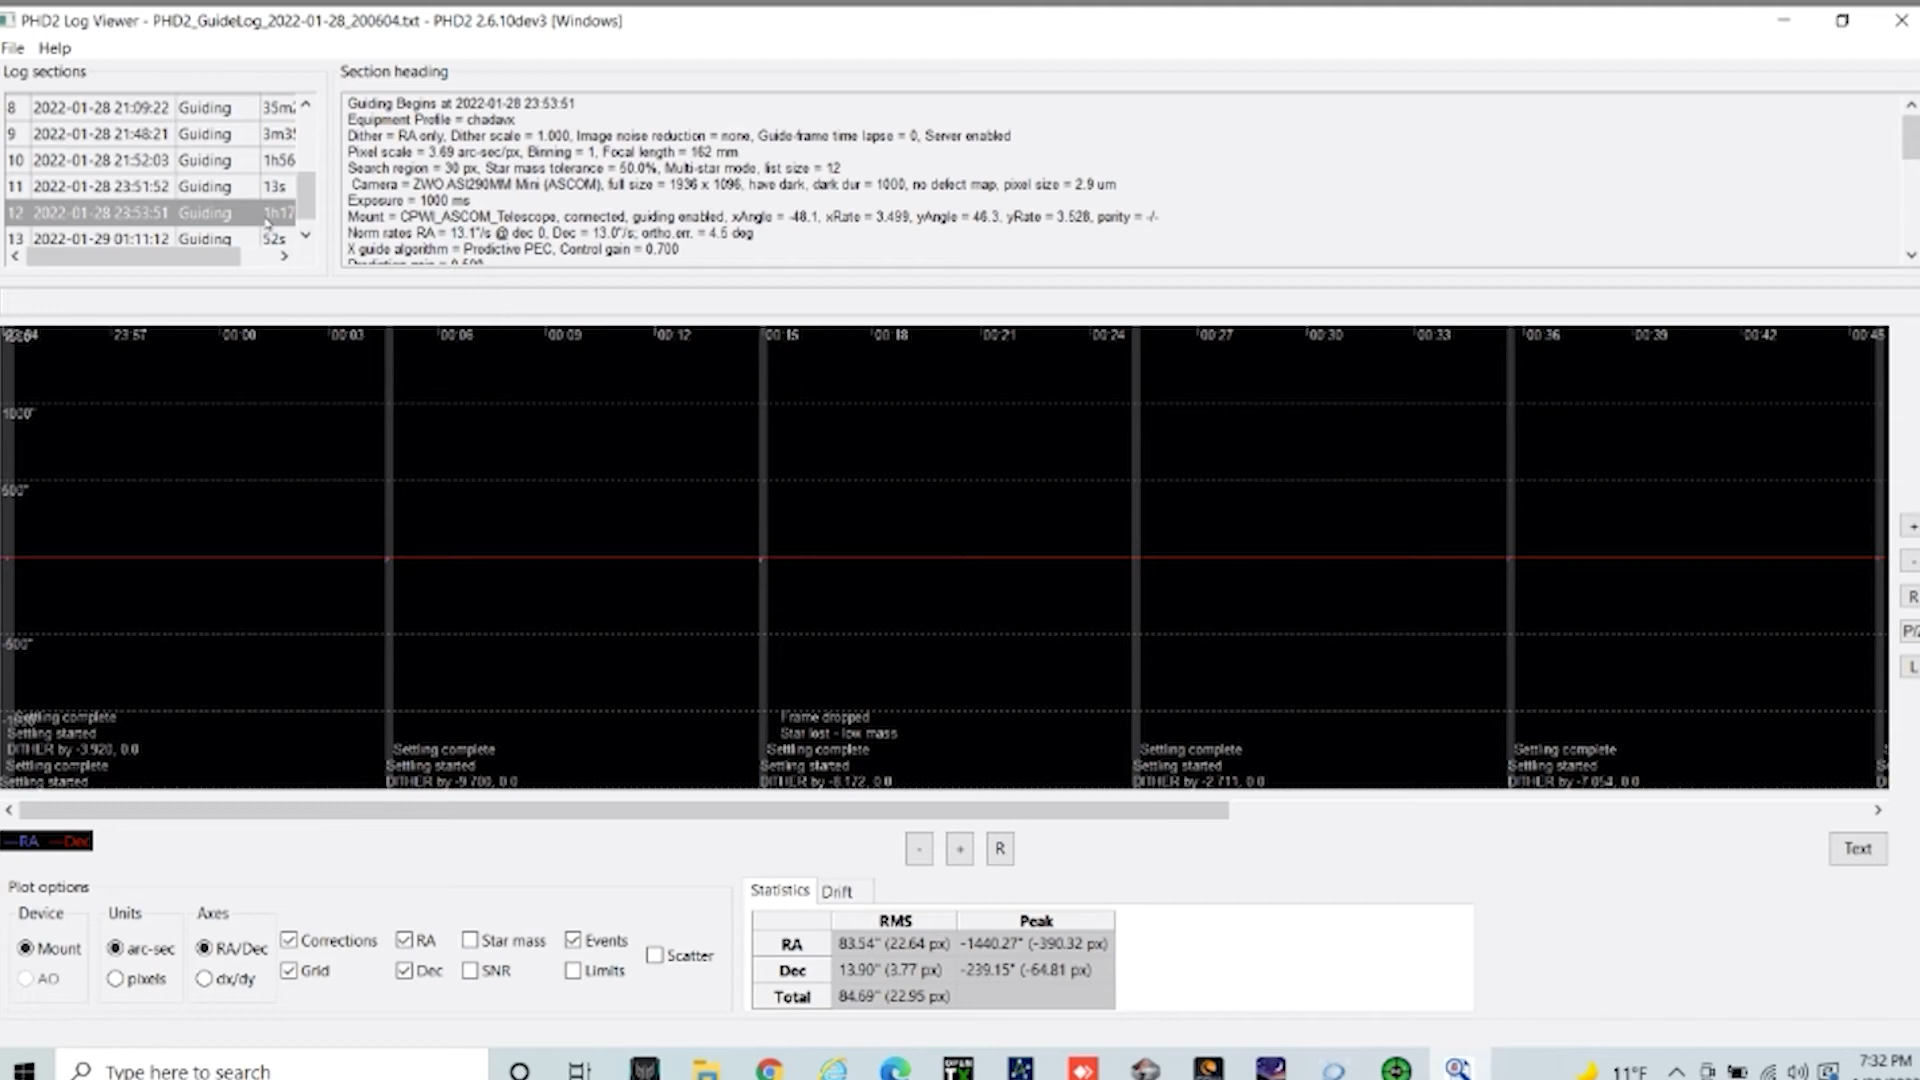 PHD2 Log Viewer - PHD2_GuideLog_2022-01-28_200604.txt - PHD2 2.6.10dev3 [Windows]
File Help
Log sections
8 2022-01-28 21:09:22 Guiding 35m
9 2022-01-28 21:48:21 Guiding 3m3
10 2022-01-28 21:52:03 Guiding 1h56
11 2022-01-28 23:51:52 Guiding 13s
12 2022-01-28 23:53:51 Guiding 1h17
13 2022-01-29 01:11:12 Guiding 52s
Section heading
Guiding Begins at 2022-01-28 23:53:51
Equipment Profile = chadavx
Dither = RA only, Dither scale = 1.000, Image noise reduction = none, Guide-frame time lapse = 0, Server enabled
Pixel scale = 3.69 arc-sec/px, Binning = 1, Focal length = 162 mm
Search region = 30 px, Star mass tolerance = 50.0%, Multi-star mode, list size = 12
Camera = ZWO ASI290MM Mini (ASCOM), full size = 1936 x 1096, have dark, dark dur = 1000, no defect map, pixel size = 2.9 um
Exposure = 1000 ms
Mount = CPWI_ASCOM_Telescope, connected, guiding enabled, xAngle = -48.1, xRate = 3.499, yAngle = 46.3, yRate = 3.528, parity = -/-
Norm rates RA = 13.1"/s @ dec 0, Dec = 13.0"/s; ortho.err. = 4.5 deg
X guide algorithm = Predictive PEC, Control gain = 0.700
Prediction gain = 0.500
23:57 00:00 00:03 00:06 00:09 00:12 00:15 00:18 00:21 00:24 00:27 00:30 00:33 00:36 00:39 00:42 00:45
1000"
500"
-500"
Settling complete
Settling started
DITHER by -3.920, 0.0
Settling complete
Settling started
Settling complete
Settling started
DITHER by -9.700, 0.0
Frame dropped
Star lost - low mass
Settling complete
Settling started
DITHER by -8.172, 0.0
Settling complete
Settling started
DITHER by -2.711, 0.0
Settling complete
Settling started
DITHER by -7.054, 0.0
+
-
R
P/2
L
RA Dec
- + R
Text
Plot options
Device
Mount
AO
Units
arc-sec
pixels
Axes
RA/Dec
dx/dy
Corrections RA Star mass Events
Grid Dec SNR Limits
Scatter
Statistics Drift
RMS Peak
RA 83.54" (22.64 px) -1440.27" (-390.32 px)
Dec 13.90" (3.77 px) -239.15" (-64.81 px)
Total 84.69" (22.95 px)
Type here to search
11°F
7:32 PM